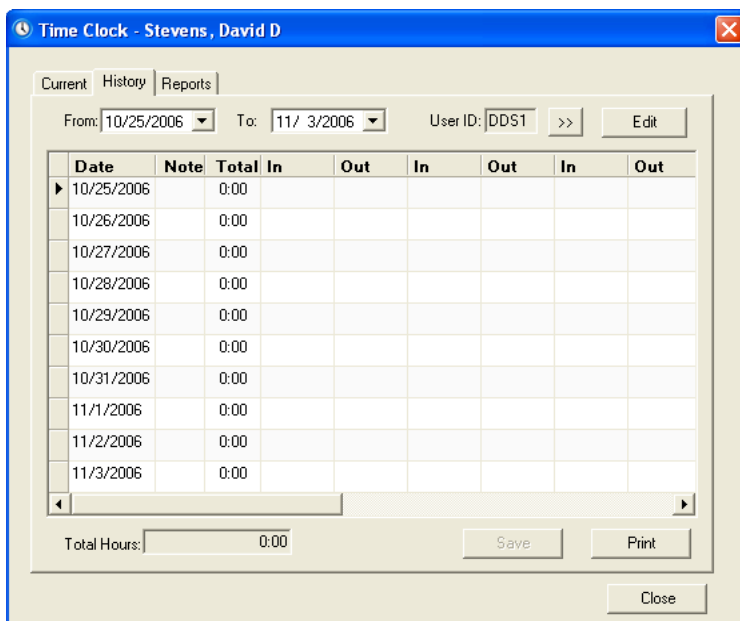 Time Clock - Stevens, David D
Current History Reports
From: 10/25/2006 To: 11/ 3/2006 User ID: DDS1 >> Edit
Date Note Total In Out In Out In Out
10/25/2006 0:00
10/26/2006 0:00
10/27/2006 0:00
10/28/2006 0:00
10/29/2006 0:00
10/30/2006 0:00
10/31/2006 0:00
11/1/2006 0:00
11/2/2006 0:00
11/3/2006 0:00
Total Hours: 0:00 Save Print
Close